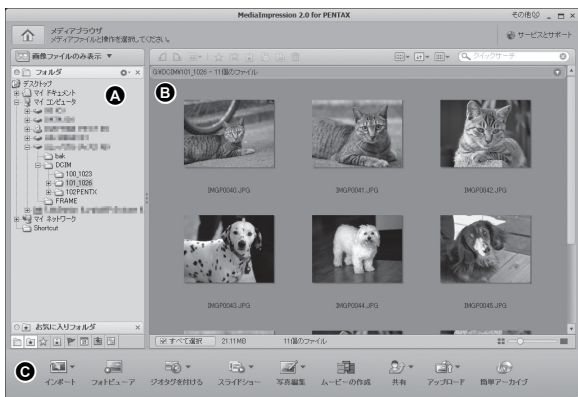 MediaImpression 2.0 for PENTAX
その他
メディアブラウザ
メディアファイルと操作を選択してください。
サービスとサポート
画像ファイルのみ表示 ▼
クイックサーチ
フォルダ
G:¥DCIM¥101_1026 - 11個のファイル
デスクトップ
マイ ドキュメント
マイ コンピュータ
A
B
bak
DCIM
100_1023
101_1026
102PENTX
FRAME
マイ ネットワーク
Shortcut
IMGP0040.JPG
IMGP0041.JPG
IMGP0042.JPG
IMGP0043.JPG
IMGP0044.JPG
IMGP0045.JPG
お気に入りフォルダ
すべて選択
21.11MB
11個のファイル
C
インポート
フォトビューア
ジオタグを付ける
スライドショー
写真編集
ムービーの作成
共有
アップロード
簡単アーカイブ